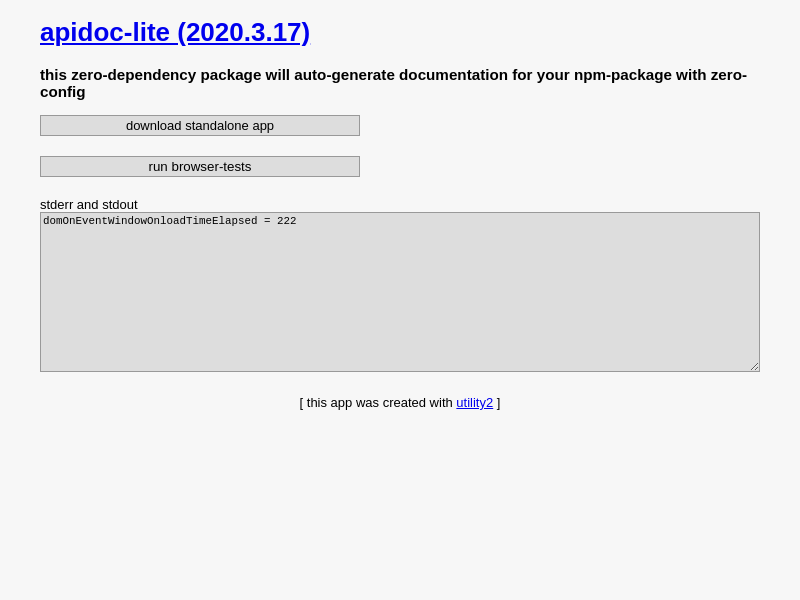 apidoc-lite (2020.3.17)
this zero-dependency package will auto-generate documentation for your npm-package with zero-
config
download standalone app
run browser-tests
stderr and stdout
domOnEventWindowOnloadTimeElapsed = 222
[ this app was created with utility2 ]